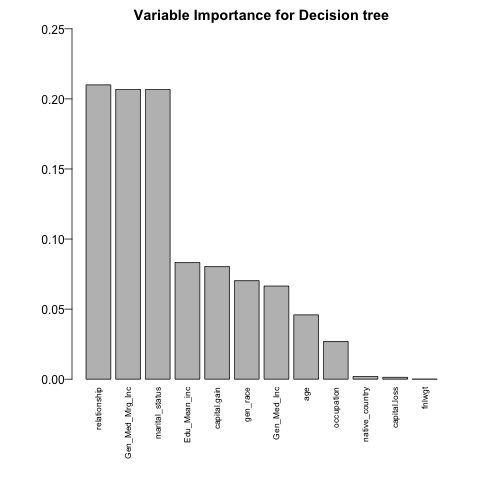 Variable Importance for Decision tree
0.25
0.20
0.15
0.10
0.05
0.00
relationship
Gen_Med_Mrg_Inc
marital_status
Edu_Mean_inc
capital.gain
gen_race
Gen_Med_Inc
age
occupation
native_country
capital.loss
fnlwgt